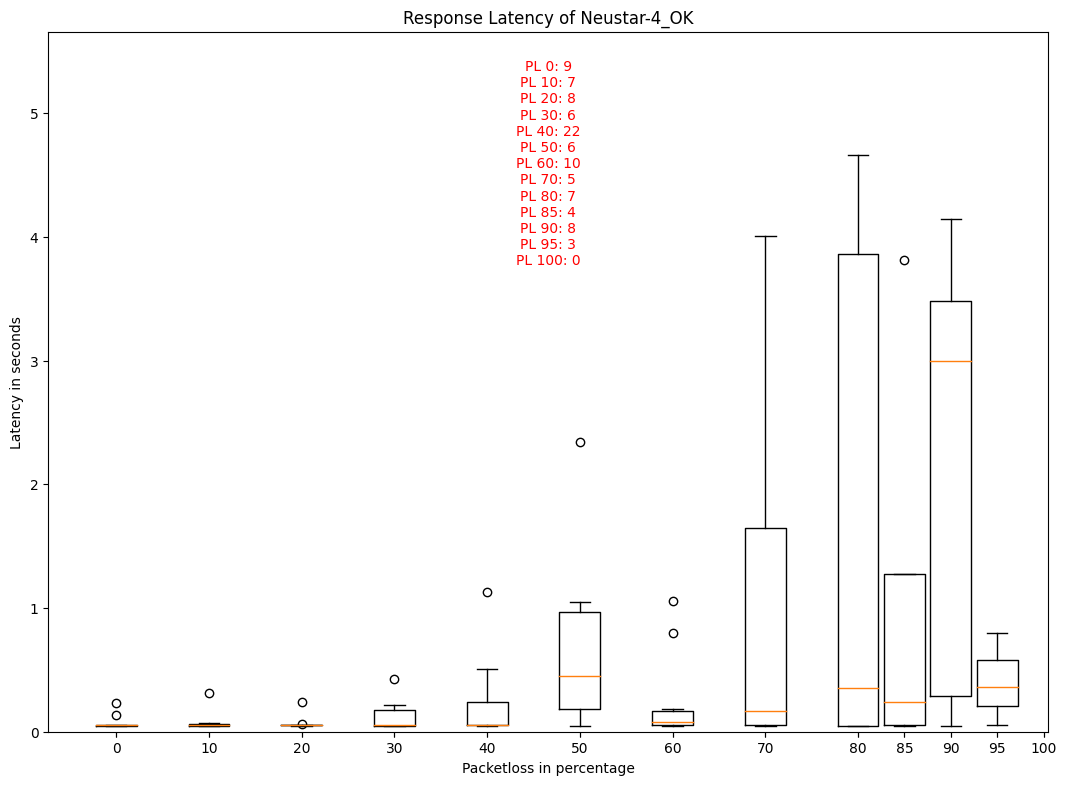 Response Latency of Neustar-4_OK
PL 0: 9
PL 10: 7
PL 20: 8
PL 30: 6
PL 40: 22
PL 50: 6
PL 60: 10
PL 70: 5
PL 80: 7
PL 85: 4
PL 90: 8
PL 95: 3
PL 100: 0
Latency in seconds
5
4
3
2
1
0
0 10 20 30 40 50 60 70 80 85 90 95 100
Packetloss in percentage